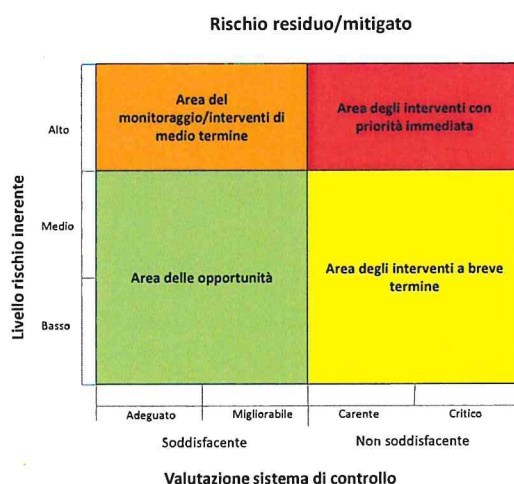 Rischio residuo/mitigato
Area del
monitoraggio/interventi di
medio termine
Area degli interventi con
priorità immediata
Alto
Medio
Basso
Livello rischio inerente
Area delle opportunità
Area degli interventi a breve
termine
Adeguato
Migliorabile
Carente
Critico
Soddisfacente
Non soddisfacente
Valutazione sistema di controllo